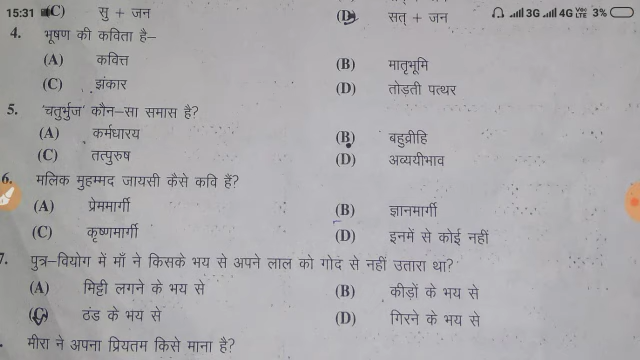 15:31 (C) सु + जन (D) सत् + जन 3G 4G VoLTE 3%
4. भूषण की कविता है–
(A) कवित्त (B) मातृभूमि
(C) झंकार (D) तोड़ती पत्थर
5. 'चतुर्भुज' कौन–सा समास है?
(A) कर्मधारय (B) बहुव्रीहि
(C) तत्पुरुष (D) अव्ययीभाव
6. मलिक मुहम्मद जायसी कैसे कवि हैं?
(A) प्रेममार्गी (B) ज्ञानमार्गी
(C) कृष्णमार्गी (D) इनमें से कोई नहीं
7. पुत्र–वियोग में माँ ने किसके भय से अपने लाल को गोद से नहीं उतारा था?
(A) मिट्टी लगने के भय से (B) कीड़ों के भय से
(C) ठंड के भय से (D) गिरने के भय से
मीरा ने अपना प्रियतम किसे माना है?